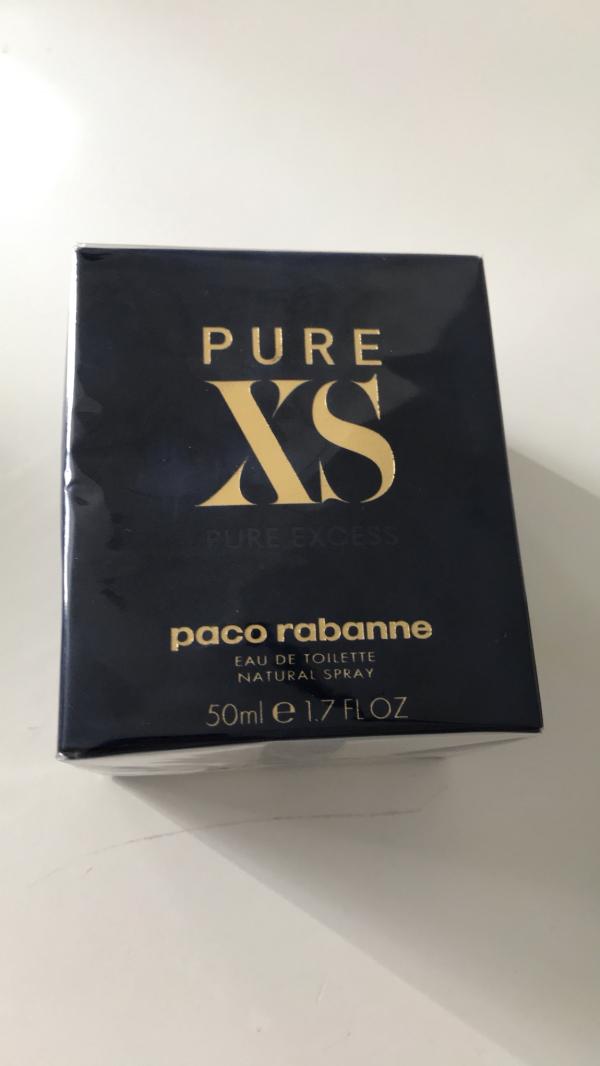 PURE
XS
PURE EXCESS
paco rabanne
EAU DE TOILETTE
NATURAL SPRAY
50ml e 1.7 FL OZ